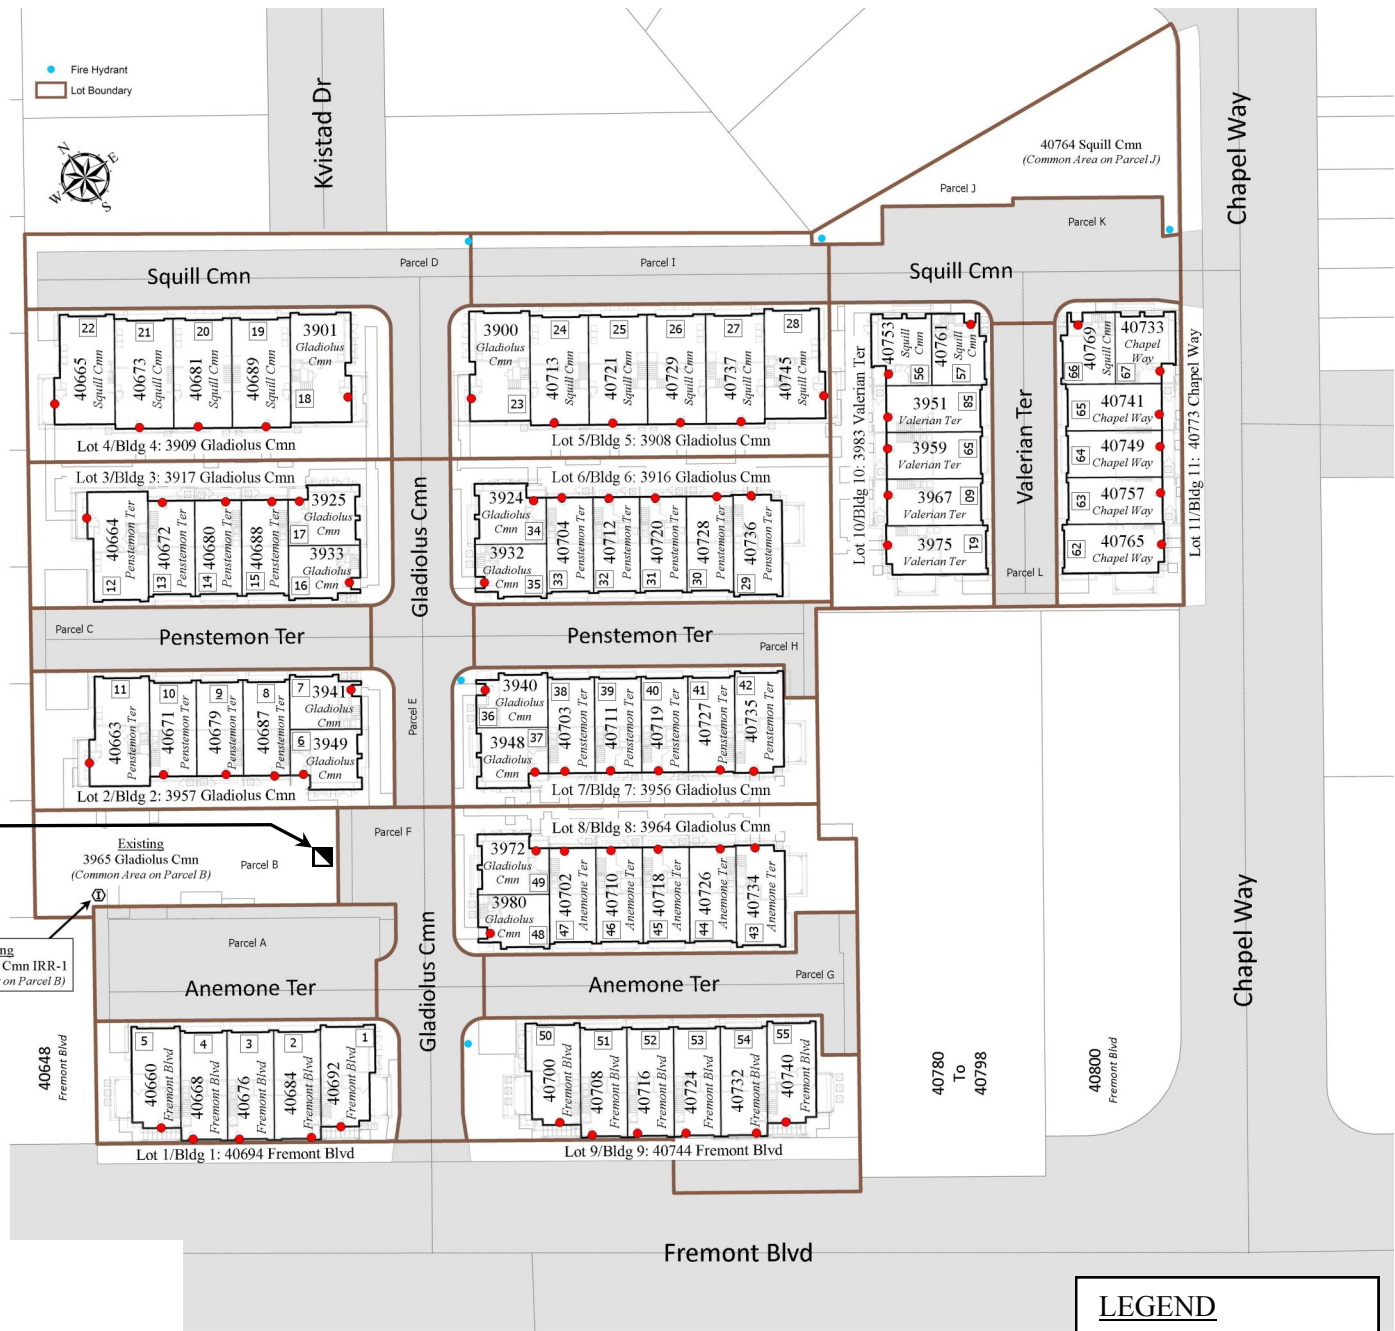 Fire Hydrant
Lot Boundary
N
E
W
S
Kvistad Dr
Chapel Way
40764 Squill Cmn
(Common Area on Parcel J)
Parcel J
Parcel K
Squill Cmn
Parcel D
Parcel I
Squill Cmn
22
40665
Squill Cmn
21
40673
Squill Cmn
20
40681
Squill Cmn
19
40689
Squill Cmn
3901
Gladiolus
Cmn
18
Lot 4/Bldg 4: 3909 Gladiolus Cmn
3900
Gladiolus
Cmn
23
24
40713
Squill Cmn
25
40721
Squill Cmn
26
40729
Squill Cmn
27
40737
Squill Cmn
28
40745
Squill Cmn
Lot 5/Bldg 5: 3908 Gladiolus Cmn
40753
Squill
Cmn
56
40761
Squill
Cmn
57
3951
Valerian Ter
58
3959
Valerian Ter
59
3967
Valerian Ter
60
3975
Valerian Ter
61
Lot 10/Bldg 10: 3983 Valerian Ter
Valerian Ter
Parcel L
40769
Squill Cmn
66
40733
Chapel
Way
67
40741
Chapel Way
65
40749
Chapel Way
64
40757
Chapel Way
63
40765
Chapel Way
62
Lot 11/Bldg 11: 40773 Chapel Way
Lot 3/Bldg 3: 3917 Gladiolus Cmn
40664
Penstemon Ter
12
40672
Penstemon Ter
13
40680
Penstemon Ter
14
40688
Penstemon Ter
15
3925
Gladiolus
Cmn
17
3933
Gladiolus
Cmn
16
Gladiolus Cmn
Lot 6/Bldg 6: 3916 Gladiolus Cmn
3924
Gladiolus
Cmn
34
3932
Gladiolus
Cmn
35
40704
Penstemon Ter
33
40712
Penstemon Ter
32
40720
Penstemon Ter
31
40728
Penstemon Ter
30
40736
Penstemon Ter
29
Parcel C
Penstemon Ter
Penstemon Ter
Parcel H
11
40663
Penstemon Ter
10
40671
Penstemon Ter
9
40679
Penstemon Ter
8
40687
Penstemon Ter
7
3941
Gladiolus
Cmn
6
3949
Gladiolus
Cmn
Lot 2/Bldg 2: 3957 Gladiolus Cmn
Parcel E
3940
Gladiolus
Cmn
36
37
3948
Gladiolus
Cmn
38
40703
Penstemon Ter
39
40711
Penstemon Ter
40
40719
Penstemon Ter
41
40727
Penstemon Ter
42
40735
Penstemon Ter
Lot 7/Bldg 7: 3956 Gladiolus Cmn
Existing
3965 Gladiolus Cmn
(Common Area on Parcel B)
Parcel B
Parcel F
I
ng
Cmn IRR-1
on Parcel B)
Lot 8/Bldg 8: 3964 Gladiolus Cmn
3972
Gladiolus
Cmn
49
3980
Gladiolus
Cmn
48
40702
Anemone Ter
47
40710
Anemone Ter
46
40718
Anemone Ter
45
40726
Anemone Ter
44
40734
Anemone Ter
43
Parcel A
Anemone Ter
Gladiolus Cmn
Anemone Ter
Parcel G
Chapel Way
40648
Fremont Blvd
5
40660
Fremont Blvd
4
40668
Fremont Blvd
3
40676
Fremont Blvd
2
40684
Fremont Blvd
1
40692
Fremont Blvd
Lot 1/Bldg 1: 40694 Fremont Blvd
50
40700
Fremont Blvd
51
40708
Fremont Blvd
52
40716
Fremont Blvd
53
40724
Fremont Blvd
54
40732
Fremont Blvd
55
40740
Fremont Blvd
Lot 9/Bldg 9: 40744 Fremont Blvd
40780
To
40798
40800
Fremont Blvd
Fremont Blvd
LEGEND